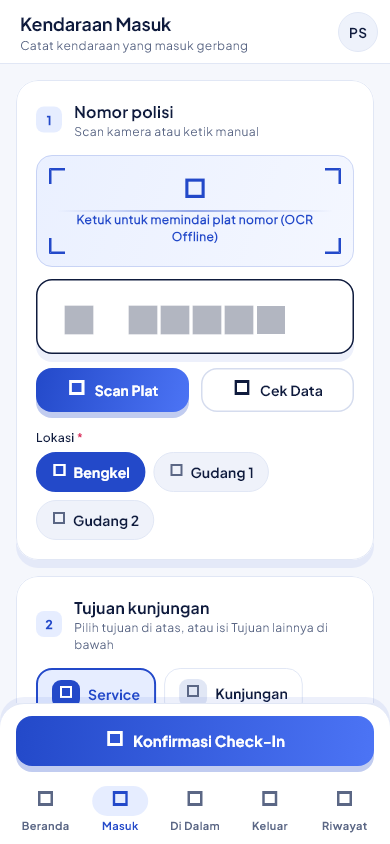 Kendaraan Masuk
Catat kendaraan yang masuk gerbang
PS
1
Nomor polisi
Scan kamera atau ketik manual
Ketuk untuk memindai plat nomor (OCR
Offline)
Scan Plat
Cek Data
Lokasi *
Bengkel
Gudang 1
Gudang 2
2
Tujuan kunjungan
Pilih tujuan di atas, atau isi Tujuan lainnya di
bawah
Service
Kunjungan
Konfirmasi Check-In
Beranda
Masuk
Di Dalam
Keluar
Riwayat